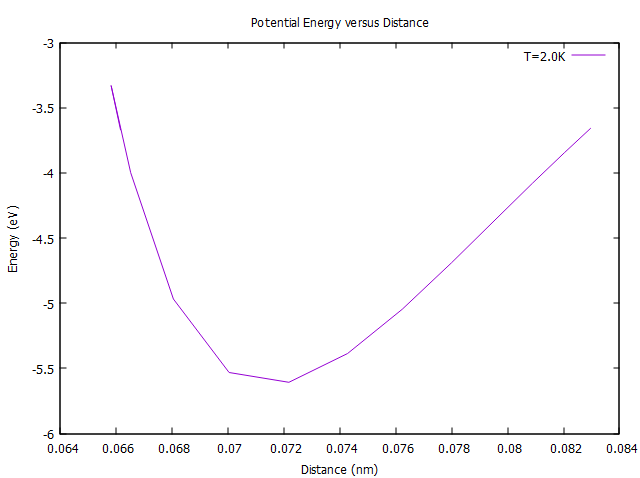 Potential Energy versus Distance
T=2.0K
-3
-3.5
-4
-4.5
-5
-5.5
-6
Energy (eV)
0.064 0.066 0.068 0.07 0.072 0.074 0.076 0.078 0.08 0.082 0.084
Distance (nm)